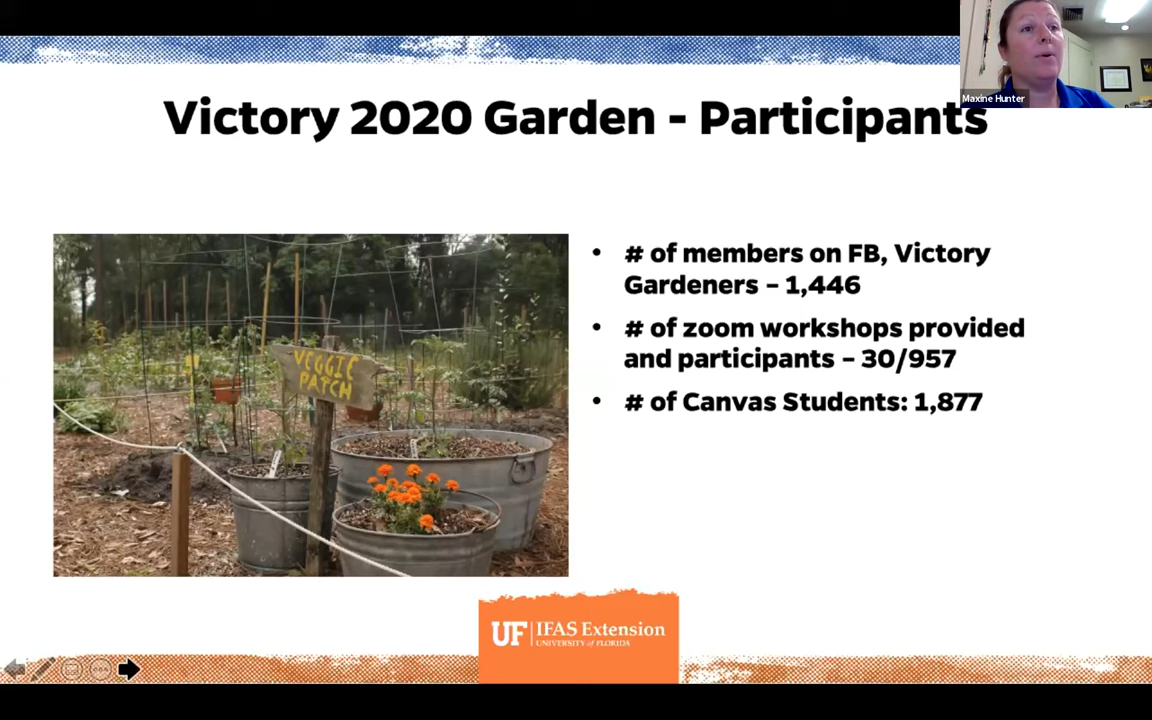 Maxine Hunter
Victory 2020 Garden - Participants
• # of members on FB, Victory
Gardeners – 1,446
• # of zoom workshops provided
and participants – 30/957
• # of Canvas Students: 1,877
VEGGIE
PATCH
UF | IFAS Extension
UNIVERSITY of FLORIDA